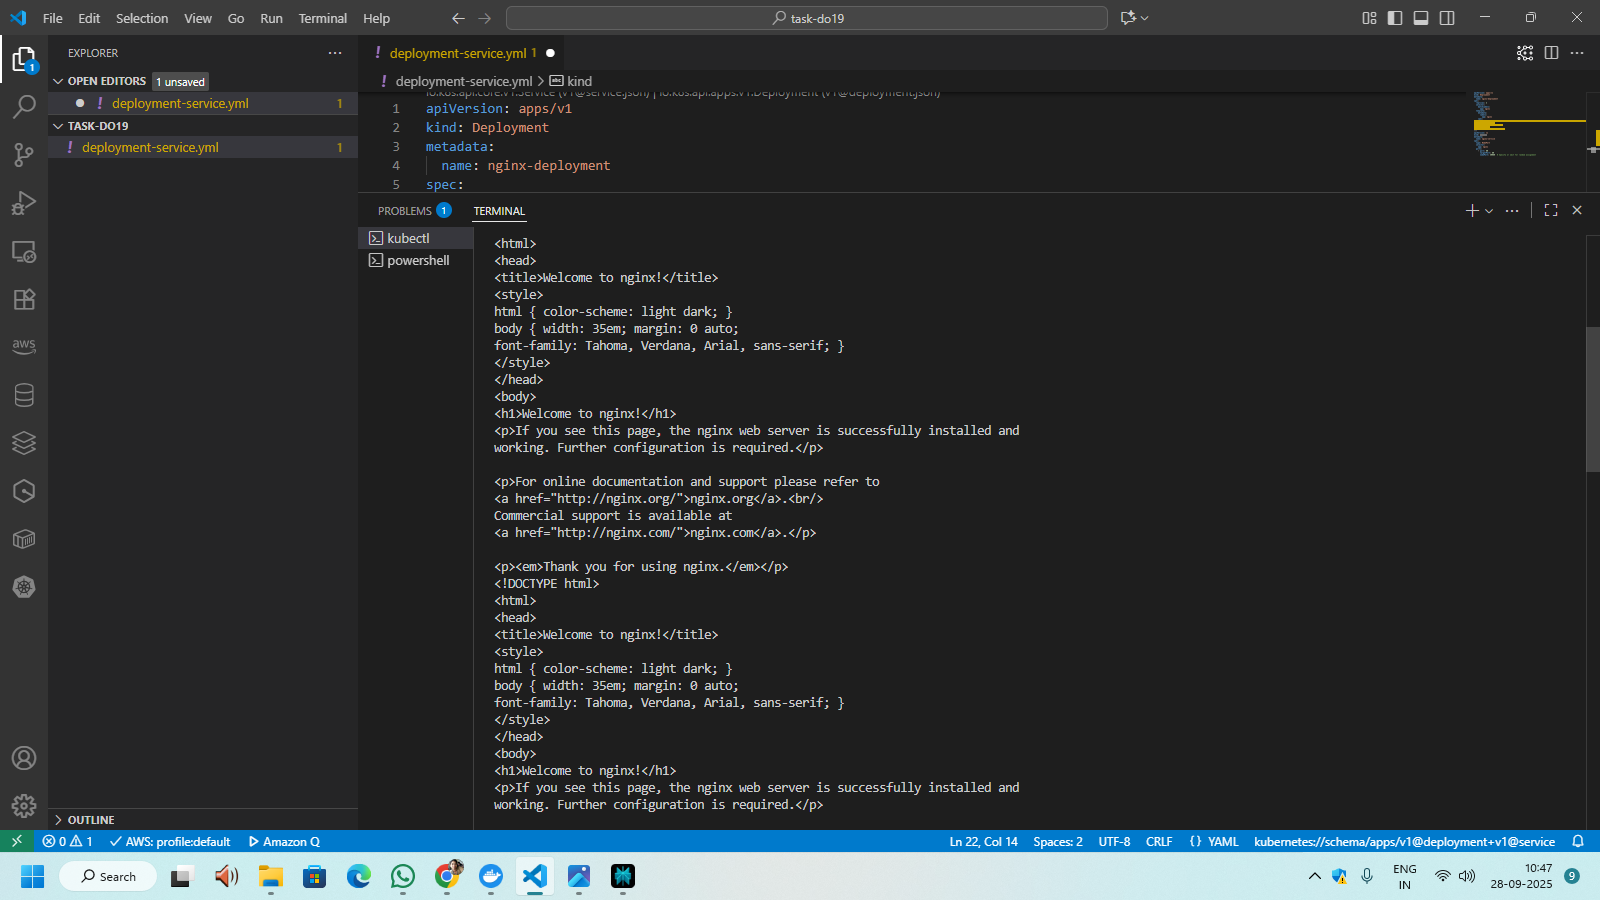 File Edit Selection View Go Run Terminal Help
task-do19
EXPLORER
1
OPEN EDITORS 1 unsaved
! deployment-service.yml 1
TASK-DO19
! deployment-service.yml 1
aws
OUTLINE
! deployment-service.yml 1
! deployment-service.yml > abc kind
io.k8s.api.core.v1.Service (v1@service.json) | io.k8s.api.apps.v1.Deployment (v1@deployment.json)
1 apiVersion: apps/v1
2 kind: Deployment
3 metadata:
4 name: nginx-deployment
5 spec:
PROBLEMS 1 TERMINAL
kubectl
powershell
<html>
<head>
<title>Welcome to nginx!</title>
<style>
html { color-scheme: light dark; }
body { width: 35em; margin: 0 auto;
font-family: Tahoma, Verdana, Arial, sans-serif; }
</style>
</head>
<body>
<h1>Welcome to nginx!</h1>
<p>If you see this page, the nginx web server is successfully installed and
working. Further configuration is required.</p>
<p>For online documentation and support please refer to
<a href="http://nginx.org/">nginx.org</a>.<br/>
Commercial support is available at
<a href="http://nginx.com/">nginx.com</a>.</p>
<p><em>Thank you for using nginx.</em></p>
<!DOCTYPE html>
<html>
<head>
<title>Welcome to nginx!</title>
<style>
html { color-scheme: light dark; }
body { width: 35em; margin: 0 auto;
font-family: Tahoma, Verdana, Arial, sans-serif; }
</style>
</head>
<body>
<h1>Welcome to nginx!</h1>
<p>If you see this page, the nginx web server is successfully installed and
working. Further configuration is required.</p>
0 1 AWS: profile:default Amazon Q Ln 22, Col 14 Spaces: 2 UTF-8 CRLF {} YAML kubernetes://schema/apps/v1@deployment+v1@service
Search
ENG
IN
10:47
28-09-2025
9